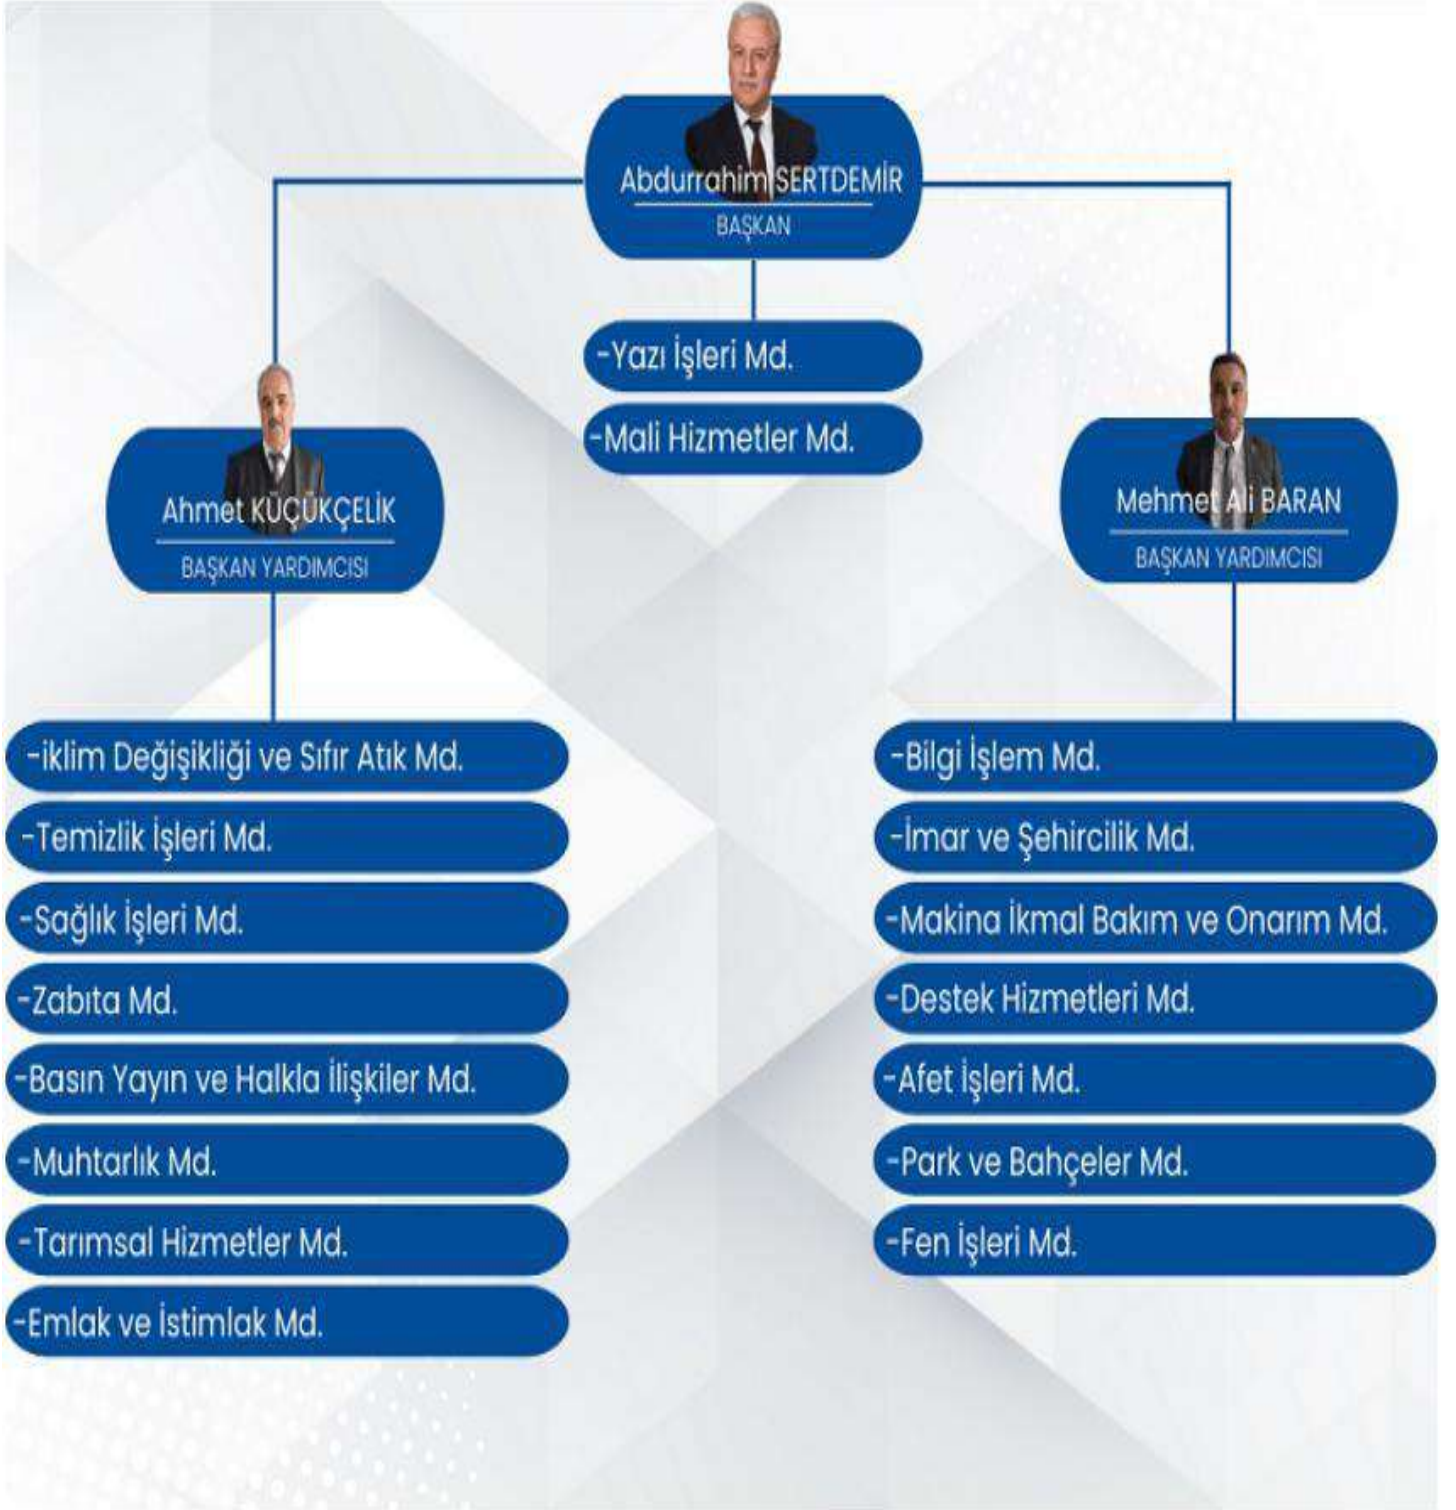 Abdurrahim SERTDEMİR
BAŞKAN
-Yazı İşleri Md.
-Mali Hizmetler Md.
Ahmet KÜÇÜKÇELİK
BAŞKAN YARDIMCISI
-iklim Değişikliği ve Sıfır Atık Md.
-Temizlik İşleri Md.
-Sağlık İşleri Md.
-Zabıta Md.
-Basın Yayın ve Halkla İlişkiler Md.
-Muhtarlık Md.
-Tarımsal Hizmetler Md.
-Emlak ve İstimlak Md.
Mehmet Ali BARAN
BAŞKAN YARDIMCISI
-Bilgi İşlem Md.
-İmar ve Şehircilik Md.
-Makina İkmal Bakım ve Onarım Md.
-Destek Hizmetleri Md.
-Afet İşleri Md.
-Park ve Bahçeler Md.
-Fen İşleri Md.